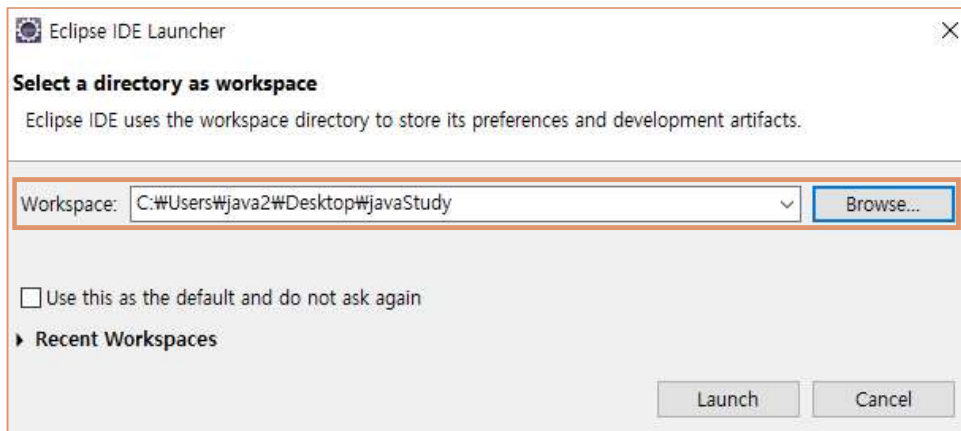 Eclipse IDE Launcher
Select a directory as workspace
Eclipse IDE uses the workspace directory to store its preferences and development artifacts.
Workspace: C:₩Users₩java2₩Desktop₩javaStudy Browse...
Use this as the default and do not ask again
Recent Workspaces
Launch Cancel